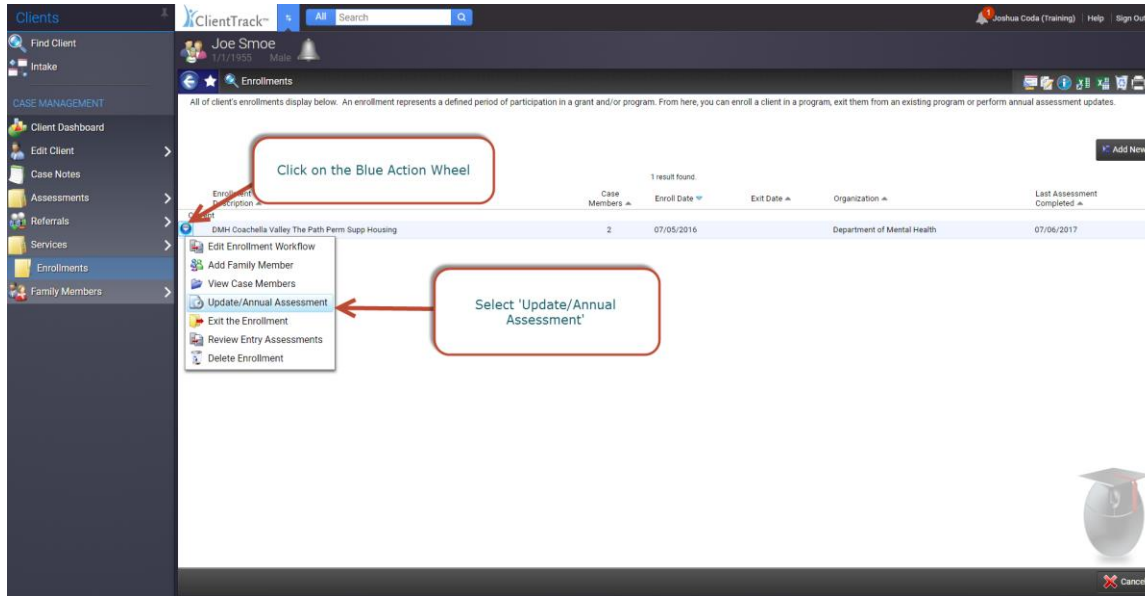 Clients
ClientTrack™
All
Search
Joshua Coda (Training) | Help | Sign Out
1
Find Client
Intake
CASE MANAGEMENT
Client Dashboard
Edit Client
Case Notes
Assessments
Referrals
Services
Enrollments
Family Members
Joe Smoe
1/1/1955 Male
Enrollments
All of client's enrollments display below. An enrollment represents a defined period of participation in a grant and/or program. From here, you can enroll a client in a program, exit them from an existing program or perform annual assessment updates.
Add New
Click on the Blue Action Wheel
1 result found.
Enrollment
Description
Case
Members
Enroll Date
Exit Date
Organization
Last Assessment
Completed
DMH Coachella Valley The Path Perm Supp Housing 2 07/05/2016 Department of Mental Health 07/06/2017
Edit Enrollment Workflow
Add Family Member
View Case Members
Update/Annual Assessment
Exit the Enrollment
Review Entry Assessments
Delete Enrollment
Select 'Update/Annual
Assessment'
Cancel